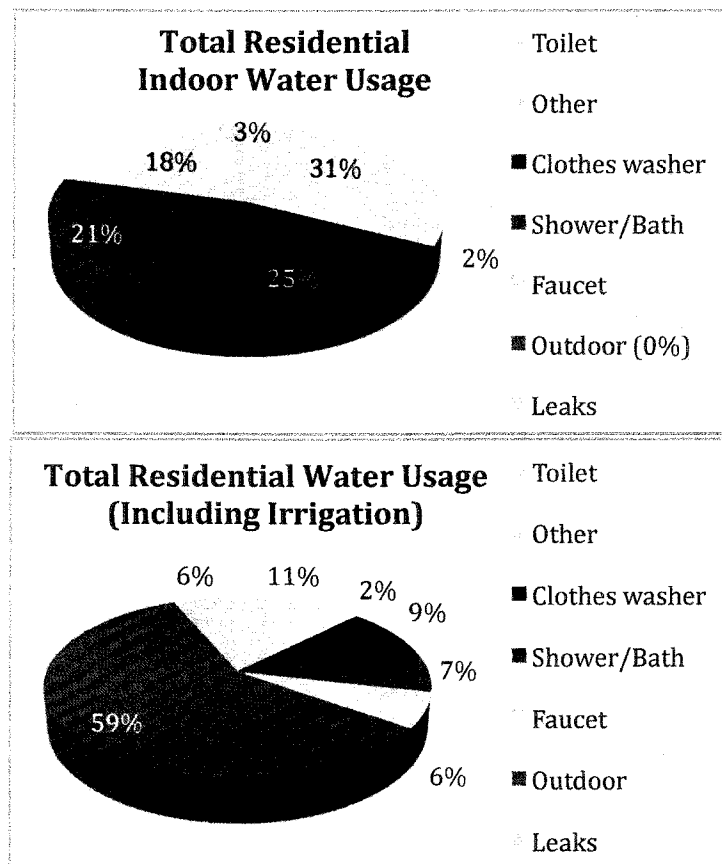 Total Residential
Indoor Water Usage
3%
18%
31%
21%
25%
2%
Toilet
Other
Clothes washer
Shower/Bath
Faucet
Outdoor (0%)
Leaks
Total Residential Water Usage
(Including Irrigation)
6%
11%
2%
9%
7%
59%
6%
Toilet
Other
Clothes washer
Shower/Bath
Faucet
Outdoor
Leaks